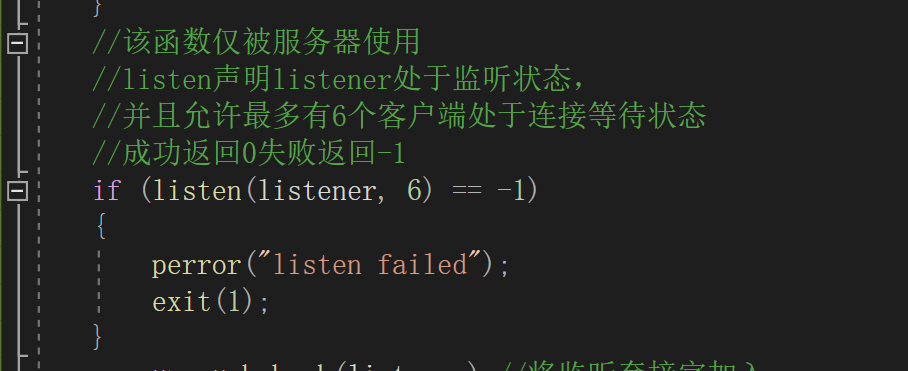 }
//该函数仅被服务器使用
//listen声明listener处于监听状态，
//并且允许最多有6个客户端处于连接等待状态
//成功返回0失败返回-1
if (listen(listener, 6) == -1)
{
perror("listen failed");
exit(1);
}